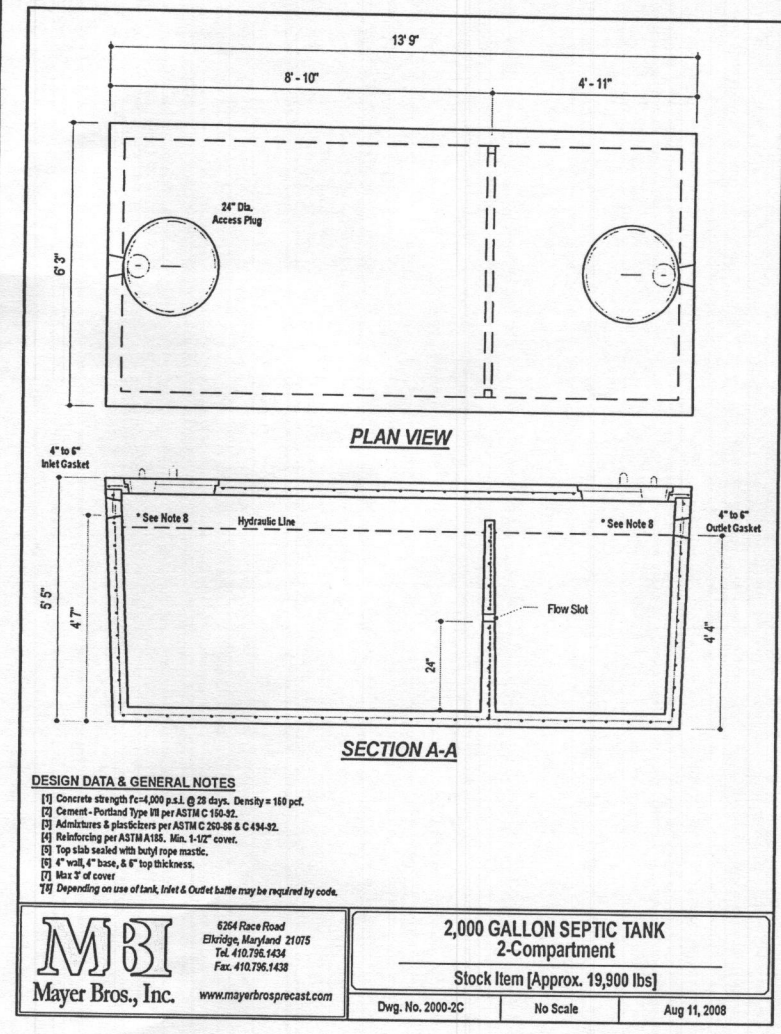 13' 9"
8' - 10"
4' - 11"
24" Dia.
Access Plug
6' 3"
PLAN VIEW
4" to 6"
Inlet Gasket
* See Note 8
Hydraulic Line
* See Note 8
4" to 6"
Outlet Gasket
5' 5"
4' 7"
Flow Slot
24"
4' 4"
SECTION A-A
DESIGN DATA & GENERAL NOTES
[1] Concrete strength f'c=4,000 p.s.i. @ 28 days. Density = 150 pcf.
[2] Cement - Portland Type I/II per ASTM C 150-92.
[3] Admixtures & plasticizers per ASTM C 260-86 & C 494-92.
[4] Reinforcing per ASTM A185. Min. 1-1/2" cover.
[5] Top slab sealed with butyl rope mastic.
[6] 4" wall, 4" base, & 6" top thickness.
[7] Max 3' of cover
*[8] Depending on use of tank, Inlet & Outlet baffle may be required by code.
MBI
Mayer Bros., Inc.
6264 Race Road
Elkridge, Maryland 21075
Tel. 410.796.1434
Fax. 410.796.1438
www.mayerbrosprecast.com
2,000 GALLON SEPTIC TANK
2-Compartment
Stock Item [Approx. 19,900 lbs]
Dwg. No. 2000-2C
No Scale
Aug 11, 2008